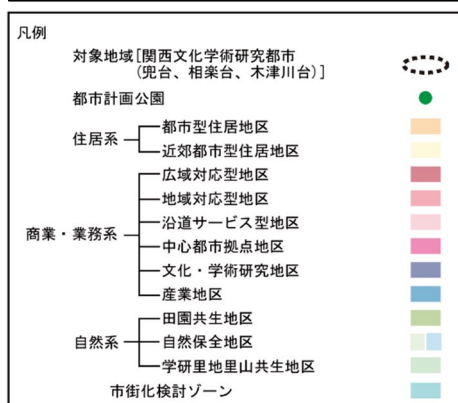 凡例
対象地域[関西文化学術研究都市
(兜台、相楽台、木津川台)]
都市計画公園
住居系
都市型住居地区
近郊都市型住居地区
商業・業務系
広域対応型地区
地域対応型地区
沿道サービス型地区
中心都市拠点地区
文化・学術研究地区
産業地区
自然系
田園共生地区
自然保全地区
学研里地里山共生地区
市街化検討ゾーン